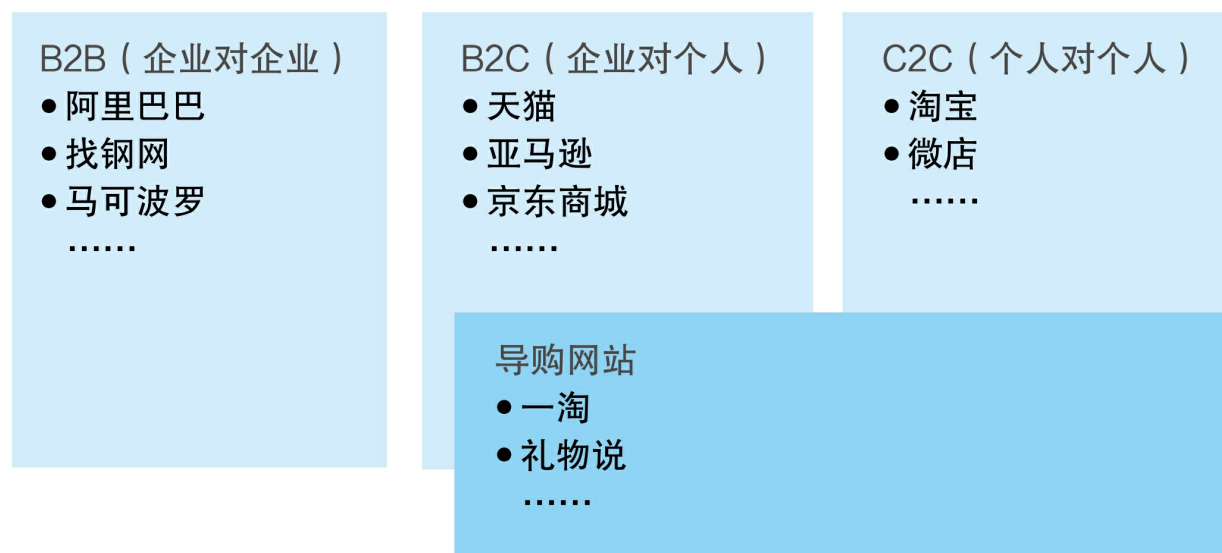 B2B（企业对企业）
●阿里巴巴
●找钢网
●马可波罗
……
B2C（企业对个人）
●天猫
●亚马逊
●京东商城
……
C2C（个人对个人）
●淘宝
●微店
……
导购网站
●一淘
●礼物说
……